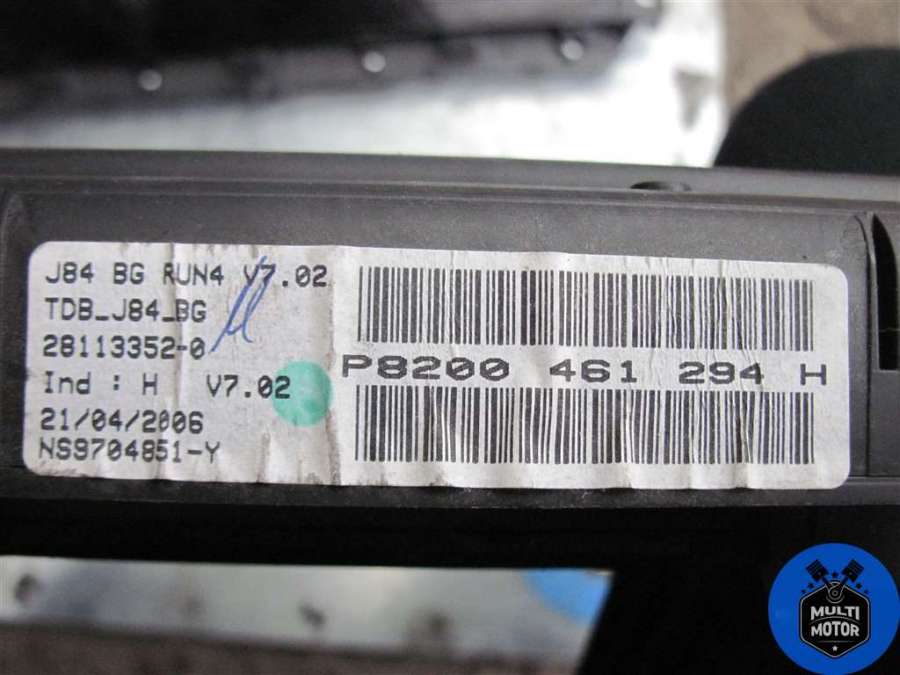 J84 BG RUN4 V7.02
TDB_J84_BG
28113352-0
Ind : H V7.02
21/04/2006
NS9704851-Y
P8200 461 294 H
MULTI
MOTOR